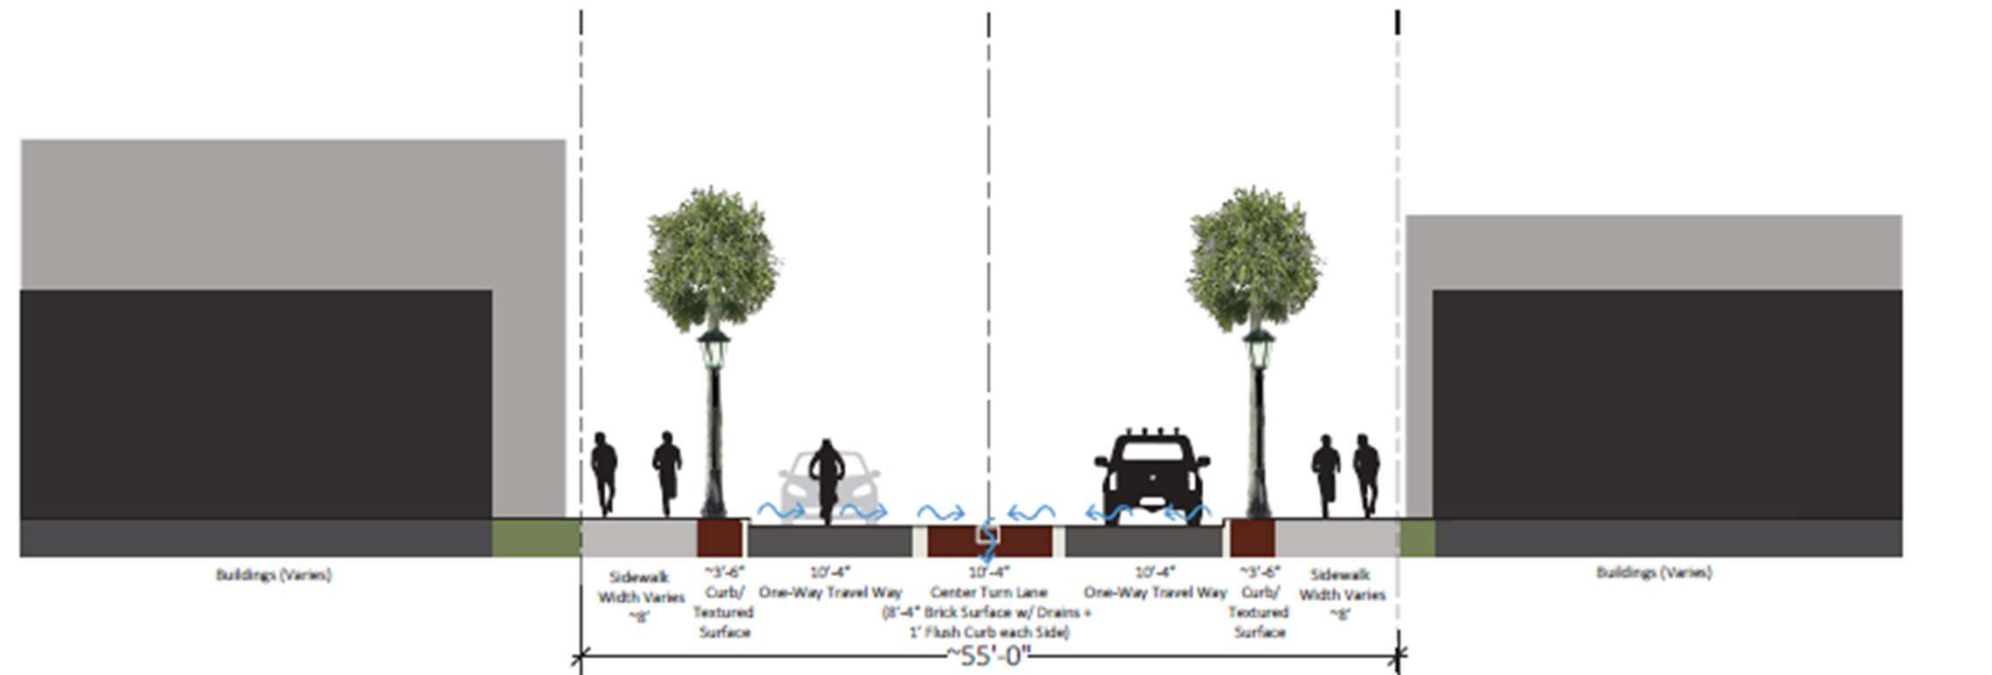 Buildings (Varies)
Sidewalk
Width Varies
~8'
~3'-6"
Curb/
Textured
Surface
10'-4"
One-Way Travel Way
10'-4"
Center Turn Lane
(8'-4" Brick Surface w/ Drains +
1' Flush Curb each Side)
10'-4"
One-Way Travel Way
~3'-6"
Curb/
Textured
Surface
Sidewalk
Width Varies
~8'
Buildings (Varies)
~55'-0"